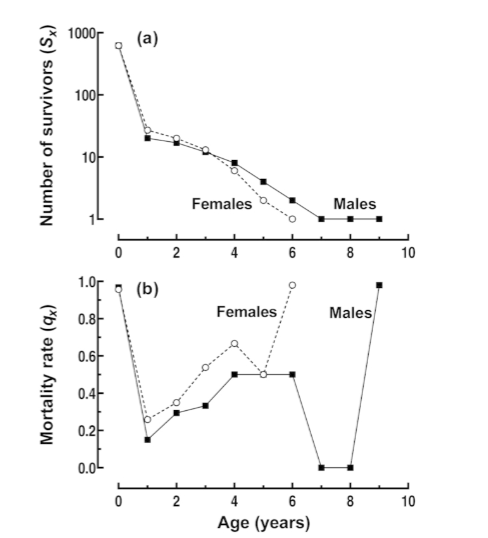 (a)
Number of survivors (Sx)
1000
100
10
1
Females
Males
0 2 4 6 8 10
(b)
Mortality rate (qx)
1.0
0.8
0.6
0.4
0.2
0.0
Females
Males
0 2 4 6 8 10
Age (years)